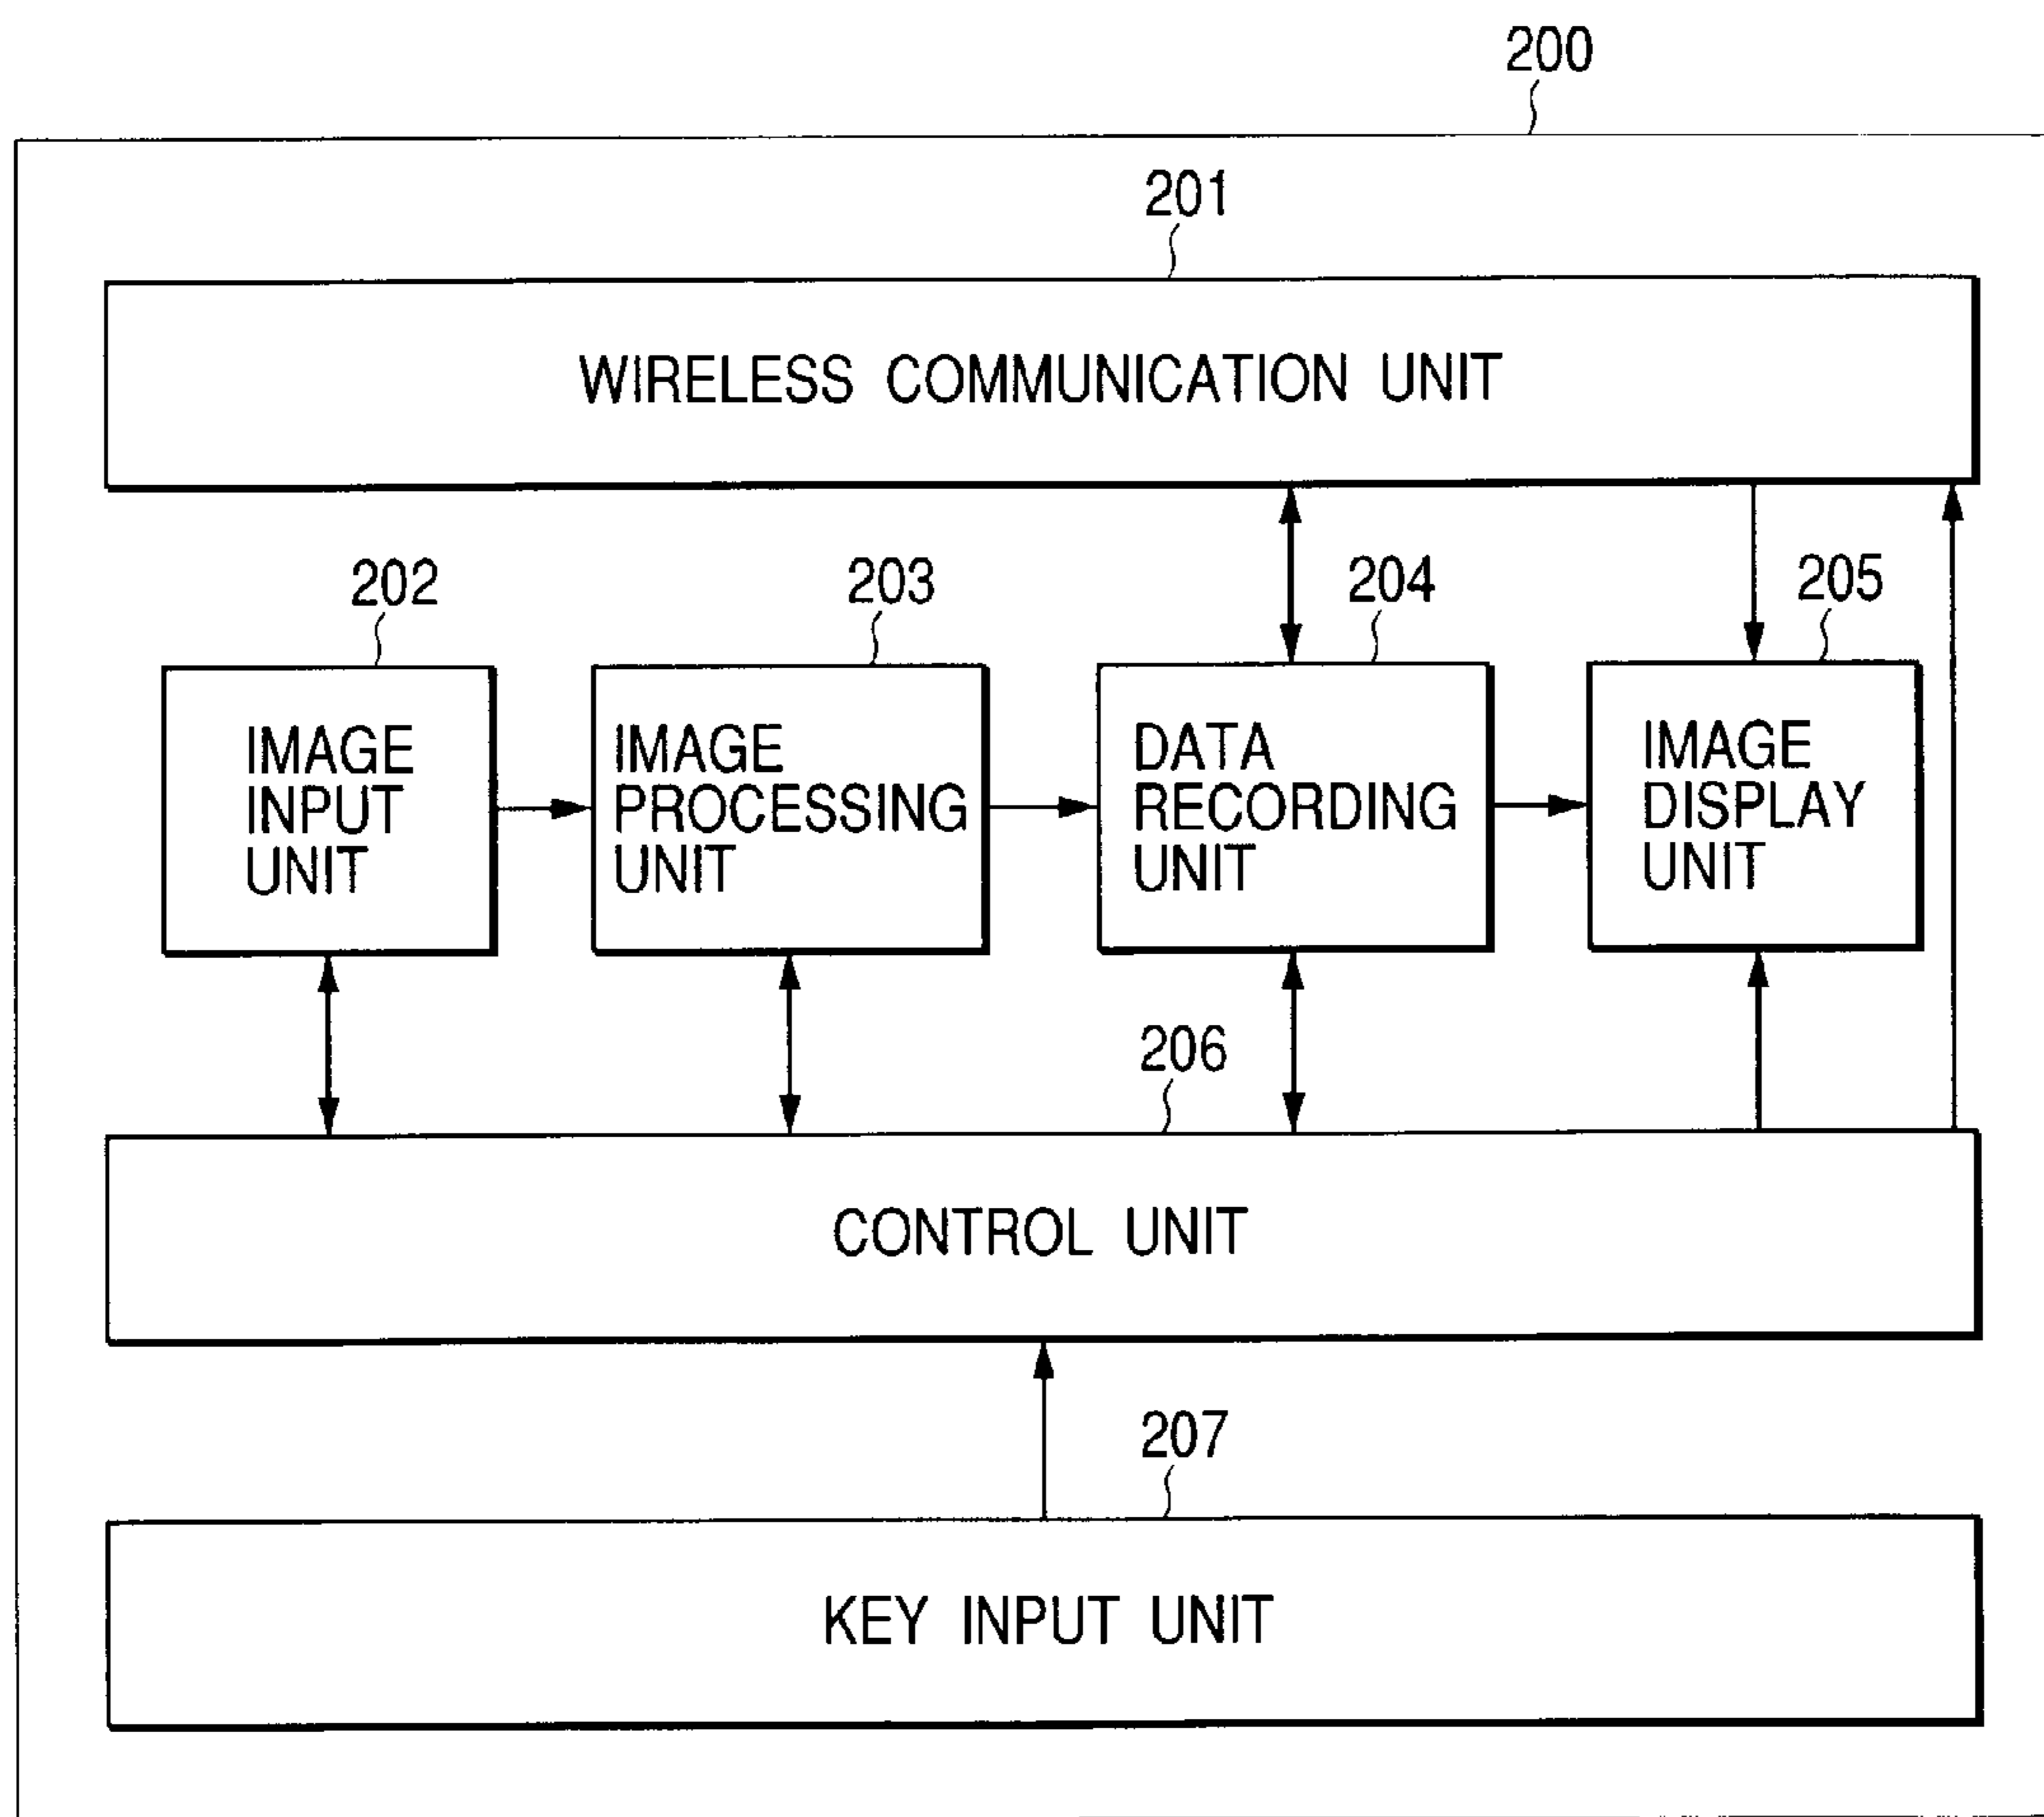 200
201
WIRELESS COMMUNICATION UNIT
202
203
204
205
IMAGE
INPUT
UNIT
IMAGE
PROCESSING
UNIT
DATA
RECORDING
UNIT
IMAGE
DISPLAY
UNIT
206
CONTROL UNIT
207
KEY INPUT UNIT